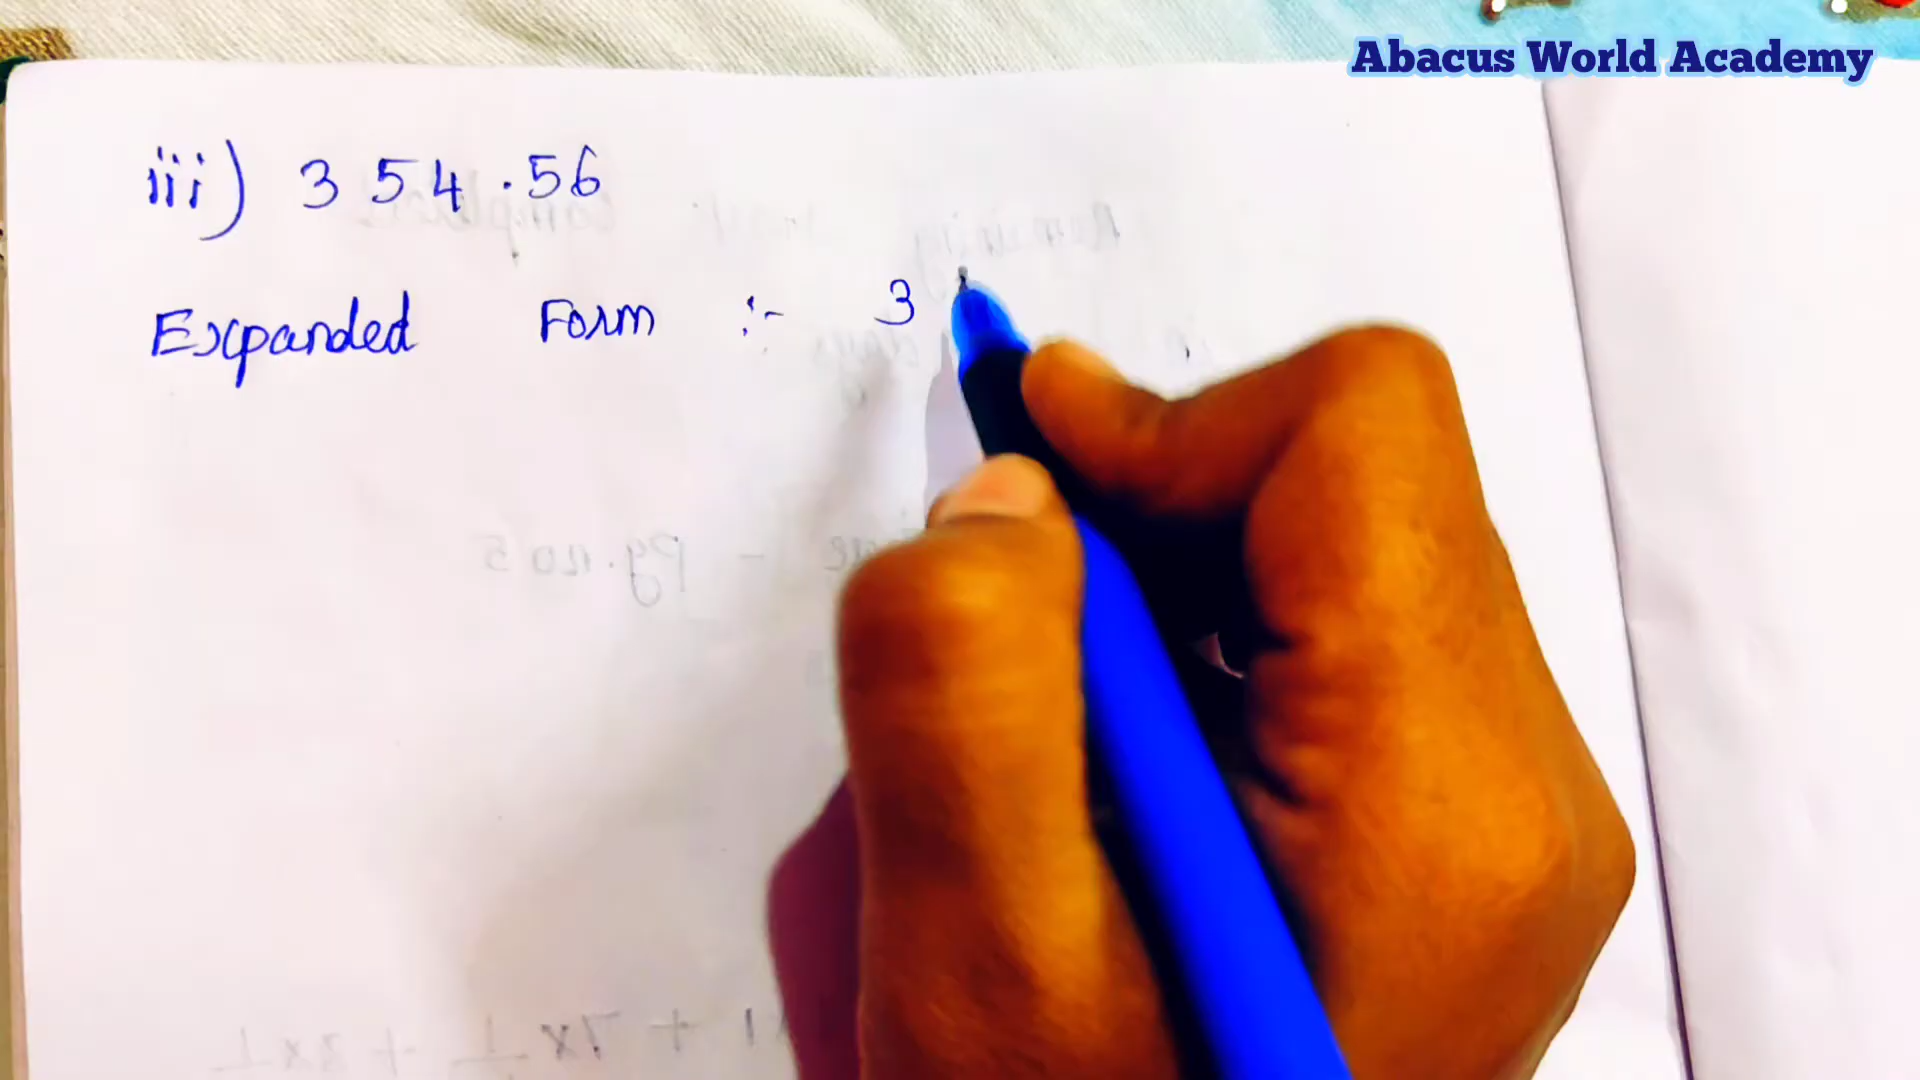 Abacus World Academy
iii) 354.56
Expanded Form :- 3